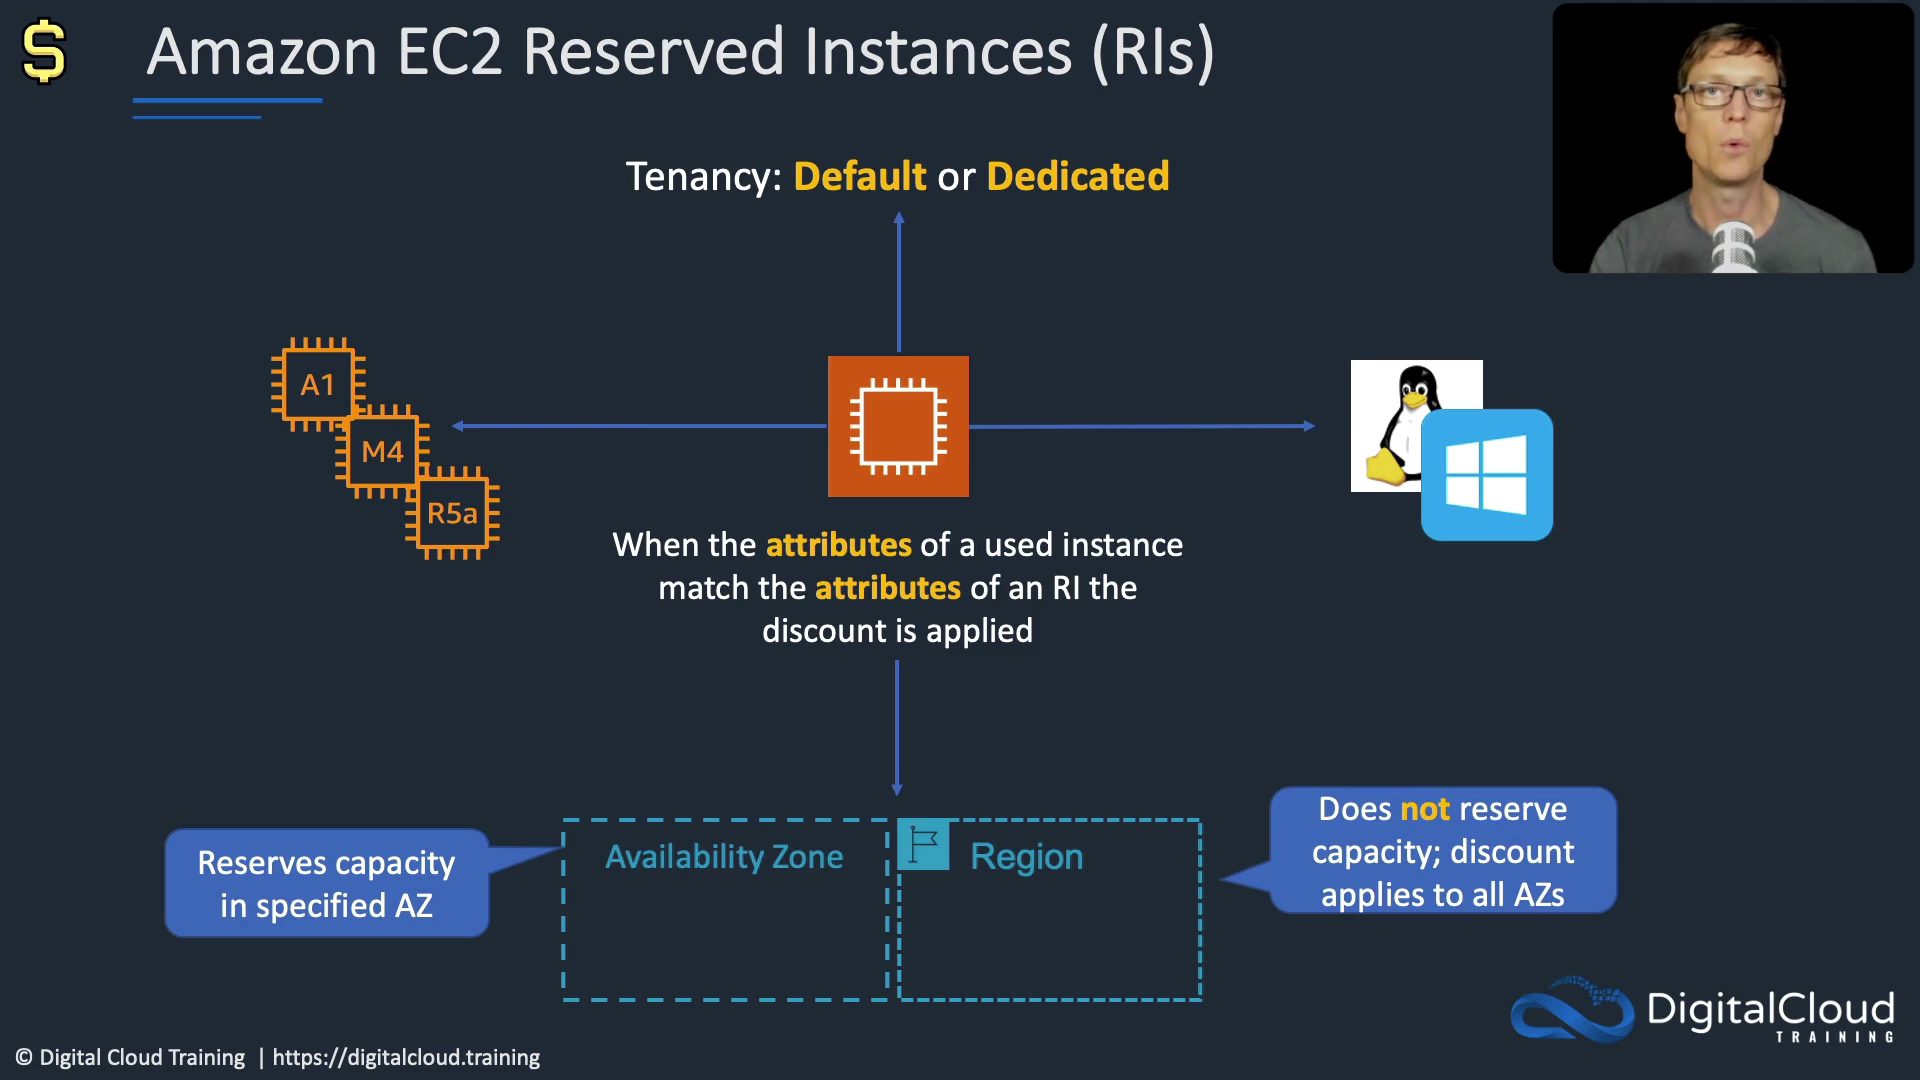 Amazon EC2 Reserved Instances (RIs)
Tenancy: Default or Dedicated
A1
M4
R5a
When the attributes of a used instance
match the attributes of an RI the
discount is applied
Reserves capacity
in specified AZ
Availability Zone
Region
Does not reserve
capacity; discount
applies to all AZs
DigitalCloud
TRAINING
© Digital Cloud Training | https://digitalcloud.training